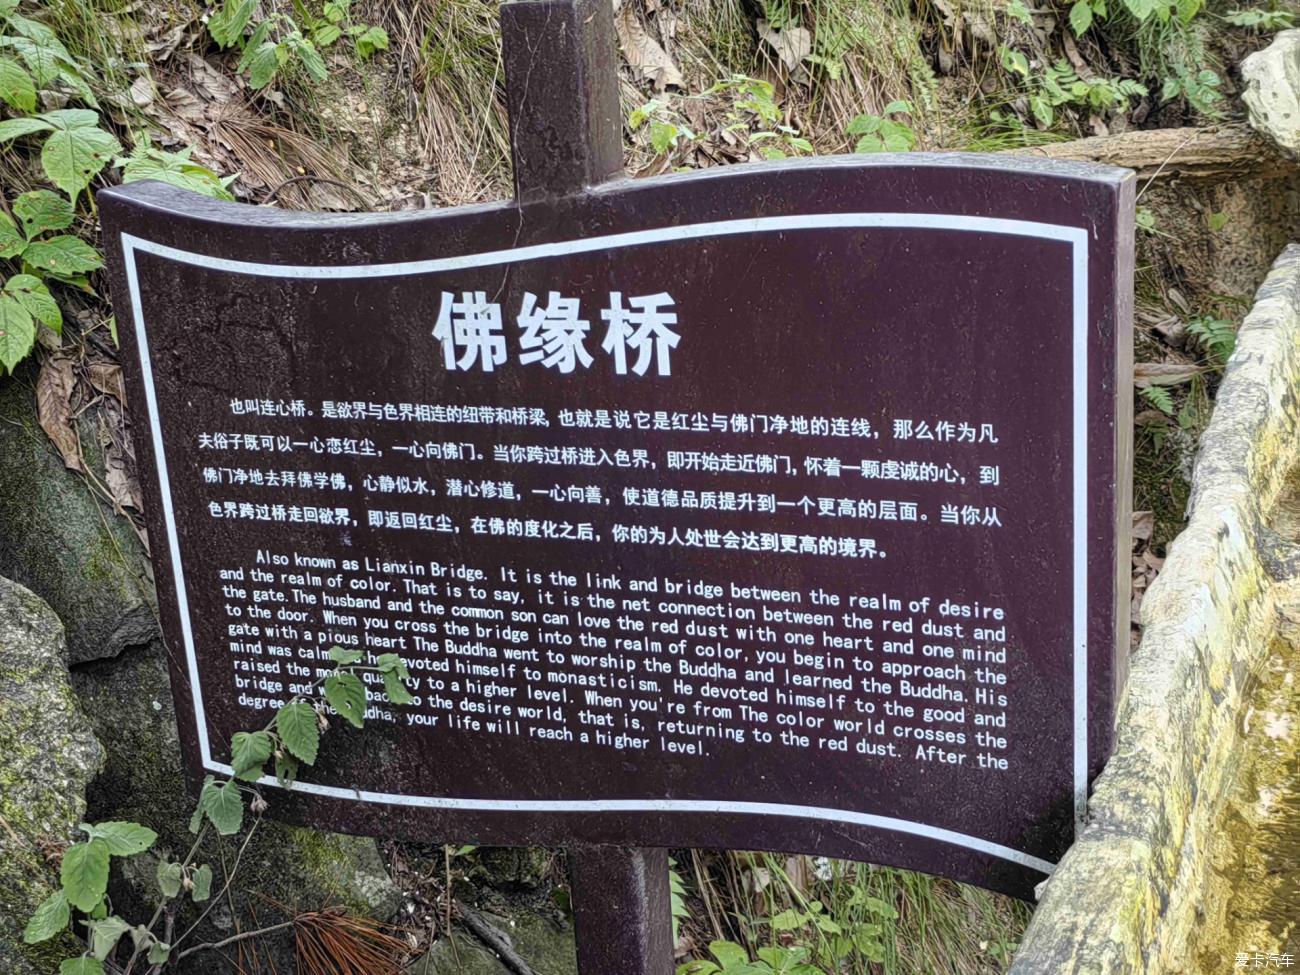 佛缘桥
也叫连心桥。是欲界与色界相连的纽带和桥梁,也就是说它是红尘与佛门净地的连线，那么作为凡
夫俗子既可以一心恋红尘，一心向佛门。当你跨过桥进入色界，即开始走近佛门,怀着一颗虔诚的心，到
佛门净地去拜佛学佛，心静似水，潜心修道，一心向善，使道德品质提升到一个更高的层面。当你从
色界跨过桥走回欲界，即返回红尘，在佛的度化之后，你的为人处世会达到更高的境界。
Also known as Lianxin Bridge. It is the link and bridge between the realm of desire
and the realm of color. That is to say, it is the net connection between the red dust and
the gate.The husband and the common son can love the red dust with one heart and one mind
to the door. When you cross the bridge into the realm of color, you begin to approach the
gate with a pious heart The Buddha went to worship the Buddha and learned the Buddha. His
mind was calm he devoted himself to monasticism. He devoted himself to the good and
raised the quality to a higher level. When you're from The color world crosses the
bridge and to the desire world, that is, returning to the red dust. After the
degree your life will reach a higher level.
爱卡汽车